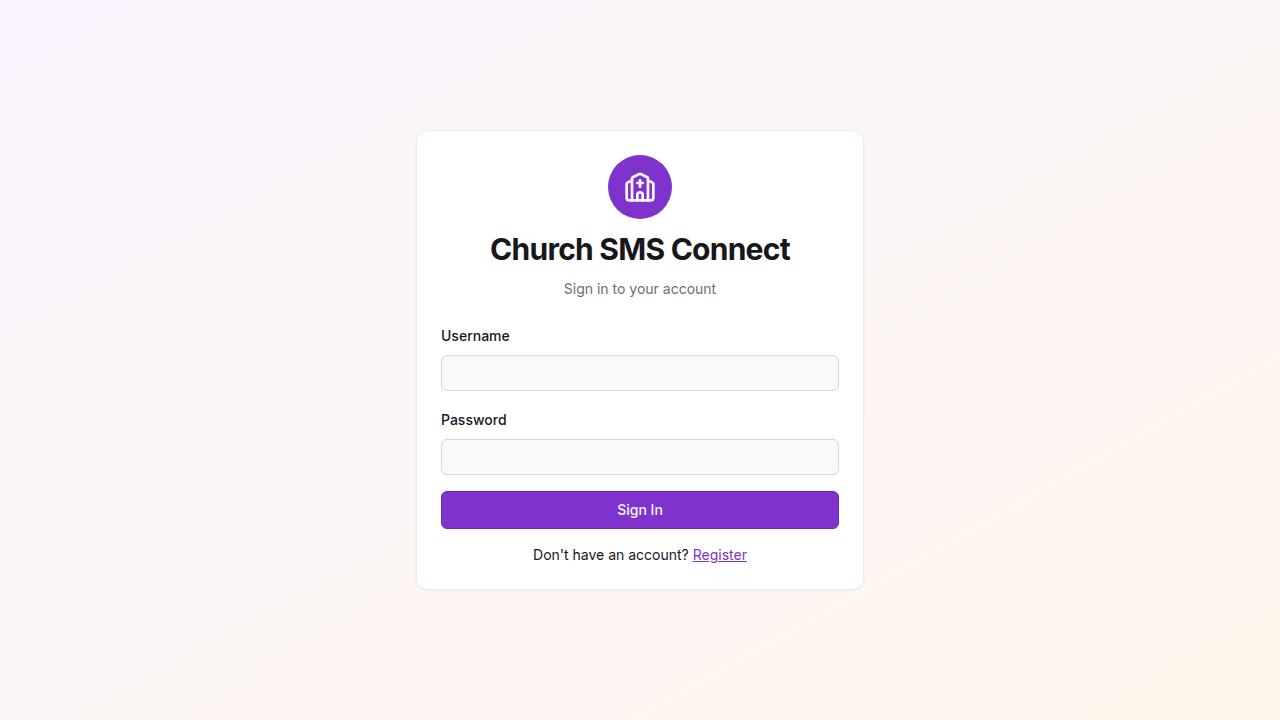 Church SMS Connect
Sign in to your account
Username
Password
Sign In
Don't have an account? Register